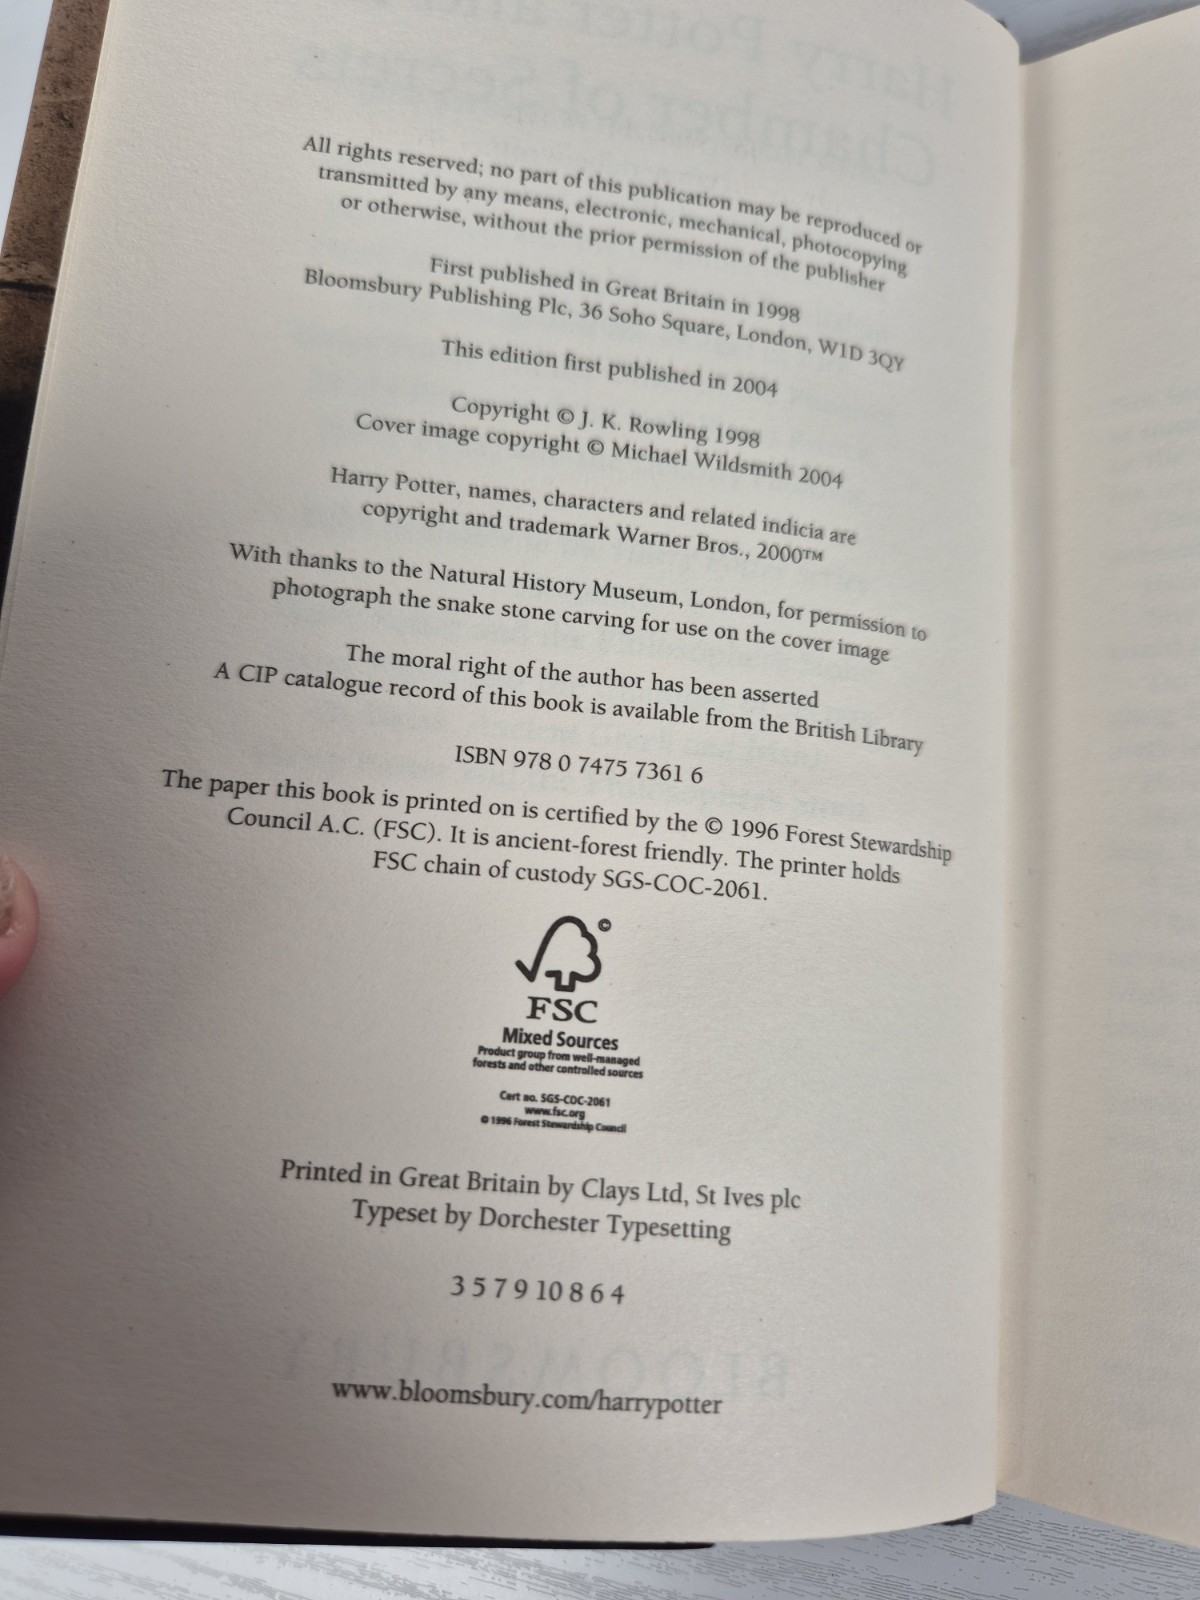 Harry Potter and
Chamber of Secrets
All rights reserved; no part of this publication may be reproduced or
transmitted by any means, electronic, mechanical, photocopying
or otherwise, without the prior permission of the publisher
First published in Great Britain in 1998
Bloomsbury Publishing Plc, 36 Soho Square, London, W1D 3QY
This edition first published in 2004
Copyright © J. K. Rowling 1998
Cover image copyright © Michael Wildsmith 2004
Harry Potter, names, characters and related indicia are
copyright and trademark Warner Bros., 2000™
With thanks to the Natural History Museum, London, for permission to
photograph the snake stone carving for use on the cover image
The moral right of the author has been asserted
A CIP catalogue record of this book is available from the British Library
ISBN 978 0 7475 7361 6
The paper this book is printed on is certified by the © 1996 Forest Stewardship
Council A.C. (FSC). It is ancient-forest friendly. The printer holds
FSC chain of custody SGS-COC-2061.
©
FSC
Mixed Sources
Product group from well-managed
forests and other controlled sources
Cert no. SGS-COC-2061
www.fsc.org
© 1996 Forest Stewardship Council
Printed in Great Britain by Clays Ltd, St Ives plc
Typeset by Dorchester Typesetting
3 5 7 9 10 8 6 4
BLOOMSBURY
www.bloomsbury.com/harrypotter